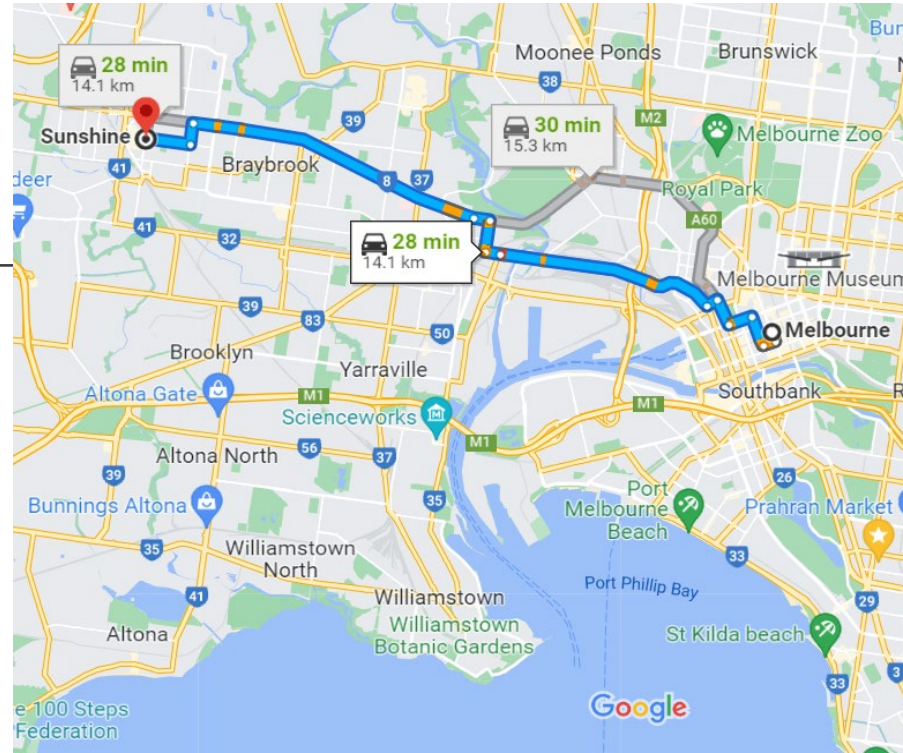 Bun
Moonee Ponds
Brunswick
28 min
14.1 km
38
39
M2
30 min
15.3 km
Melbourne Zoo
Sunshine
Braybrook
41
deer
37
8
Royal Park
A60
41
32
28 min
14.1 km
Melbourne Museum
39
83
50
Melbourne
Brooklyn
Yarraville
Southbank
R
Altona Gate
M1
M1
Scienceworks
M1
Altona North
56
37
39
26
35
Port
Melbourne
Beach
Prahran Market
Bunnings Altona
35
33
Williamstown
North
Port Phillip Bay
41
Williamstown
29
Altona
Williamstown
Botanic Gardens
St Kilda beach
3
33
e 100 Steps
Federation
Google